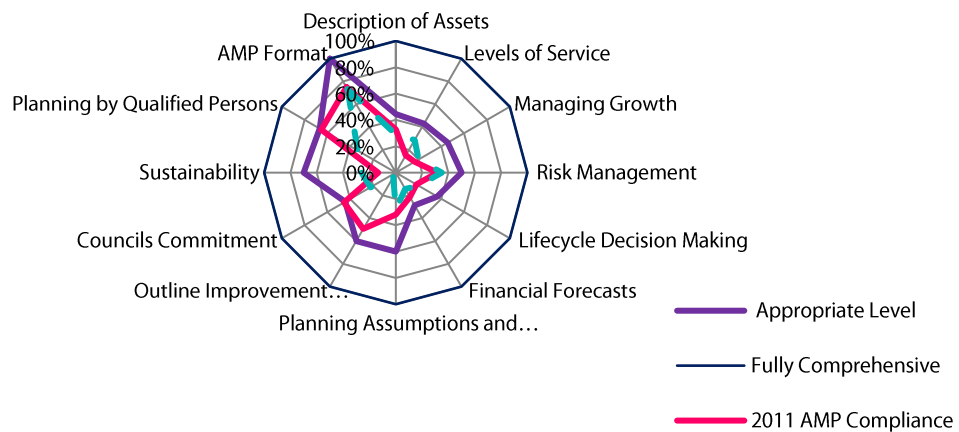 Description of Assets
100%
AMP Format
Levels of Service
80%
60%
Planning by Qualified Persons
Managing Growth
40%
20%
Sustainability
0%
Risk Management
Councils Commitment
Lifecycle Decision Making
Outline Improvement...
Financial Forecasts
Planning Assumptions and...
Appropriate Level
Fully Comprehensive
2011 AMP Compliance